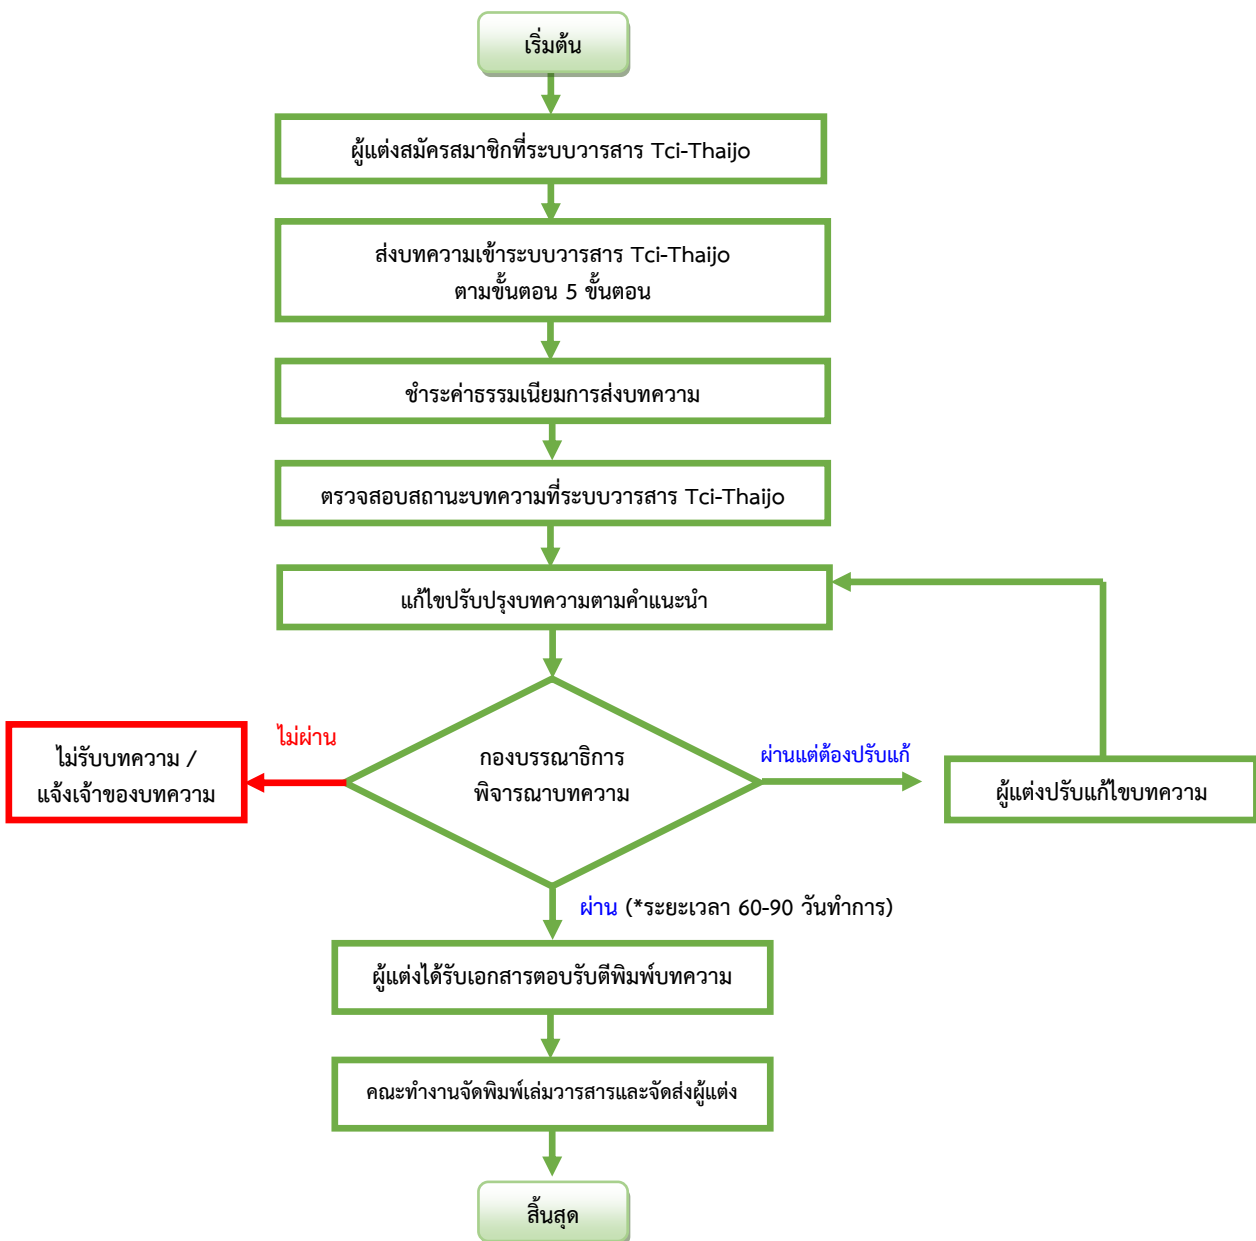 เริ่มต้น
ผู้แต่งสมัครสมาชิกที่ระบบวารสาร Tci-Thaijo
ส่งบทความเข้าระบบวารสาร Tci-Thaijo
ตามขั้นตอน 5 ขั้นตอน
ชำระค่าธรรมเนียมการส่งบทความ
ตรวจสอบสถานะบทความที่ระบบวารสาร Tci-Thaijo
แก้ไขปรับปรุงบทความตามคำแนะนำ
ไม่ผ่าน
ไม่รับบทความ /
แจ้งเจ้าของบทความ
กองบรรณาธิการ
พิจารณาบทความ
ผ่านแต่ต้องปรับแก้
ผู้แต่งปรับแก้ไขบทความ
ผ่าน (*ระยะเวลา 60-90 วันทำการ)
ผู้แต่งได้รับเอกสารตอบรับตีพิมพ์บทความ
คณะทำงานจัดพิมพ์เล่มวารสารและจัดส่งผู้แต่ง
สิ้นสุด